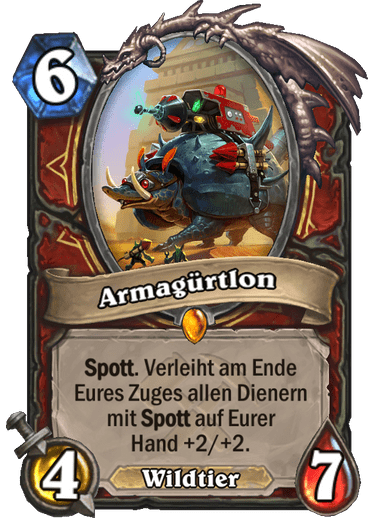 6
Armagürtlon
Spott. Verleiht am Ende
Eures Zuges allen Dienern
mit Spott auf Eurer
Hand +2/+2.
4
Wildtier
7